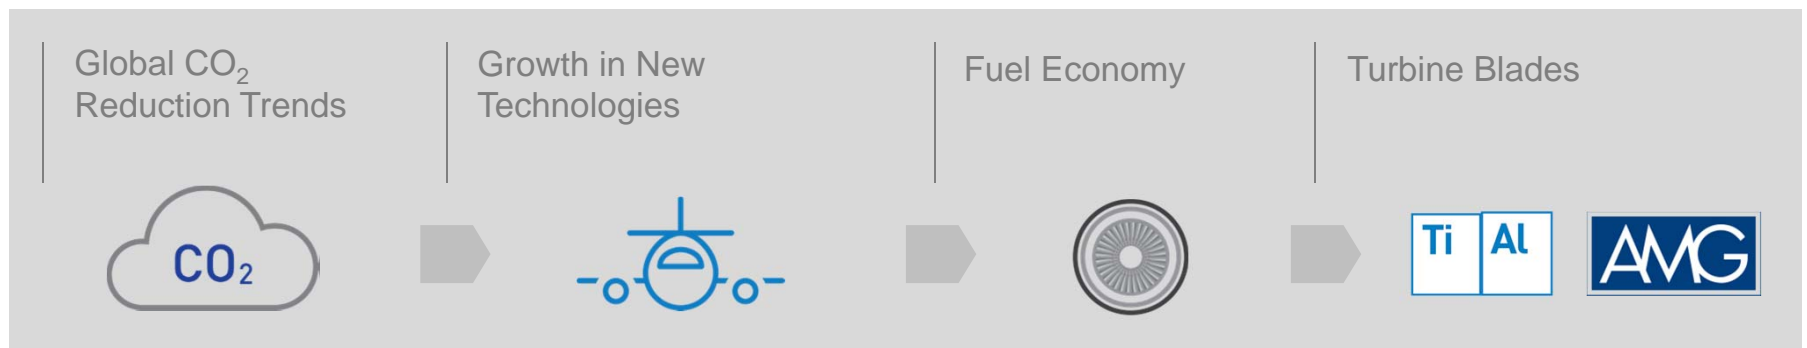 Global CO₂
Reduction Trends
Growth in New
Technologies
Fuel Economy
Turbine Blades
CO₂
Ti Al
AMG